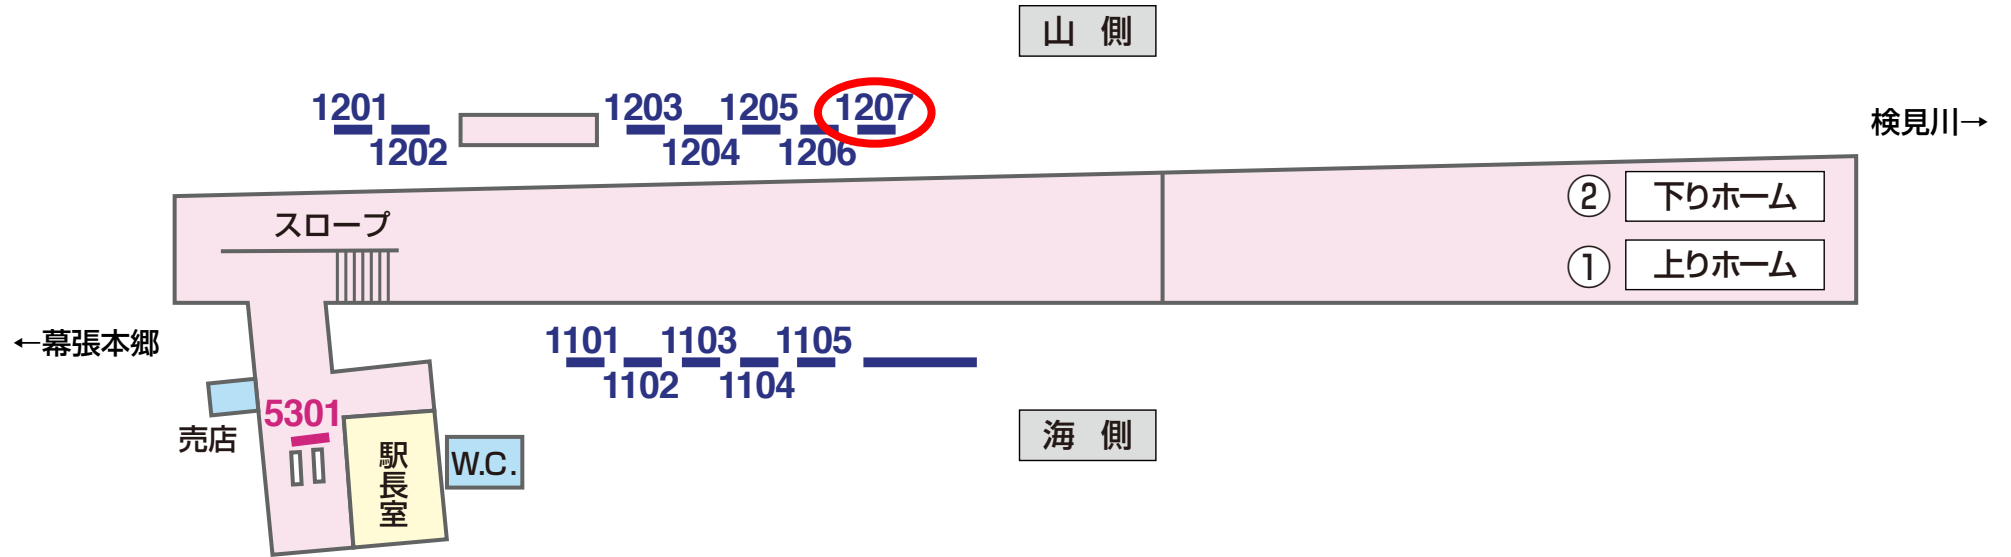 山 側
1201
1203
1205
1207
検見川→
1202
1204
1206
② 下りホーム
スロープ
① 上りホーム
←幕張本郷
1101
1103
1105
1102
1104
5301
売店
海 側
駅長室
W.C.